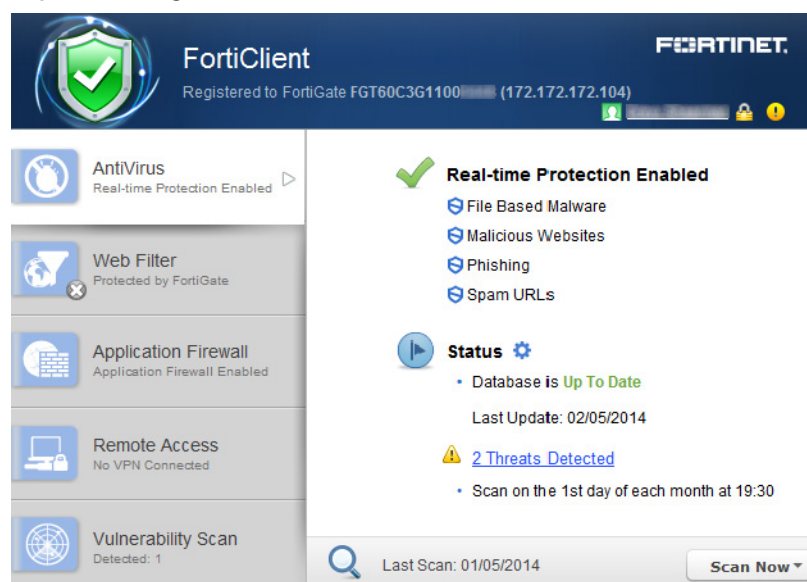 FortiClient
FORTINET
Registered to FortiGate FGT60C3G1100 (172.172.172.104)
AntiVirus
Real-time Protection Enabled
Web Filter
Protected by FortiGate
Application Firewall
Application Firewall Enabled
Remote Access
No VPN Connected
Vulnerability Scan
Detected: 1
Real-time Protection Enabled
File Based Malware
Malicious Websites
Phishing
Spam URLs
Status
Database is Up To Date
Last Update: 02/05/2014
2 Threats Detected
Scan on the 1st day of each month at 19:30
Last Scan: 01/05/2014
Scan Now